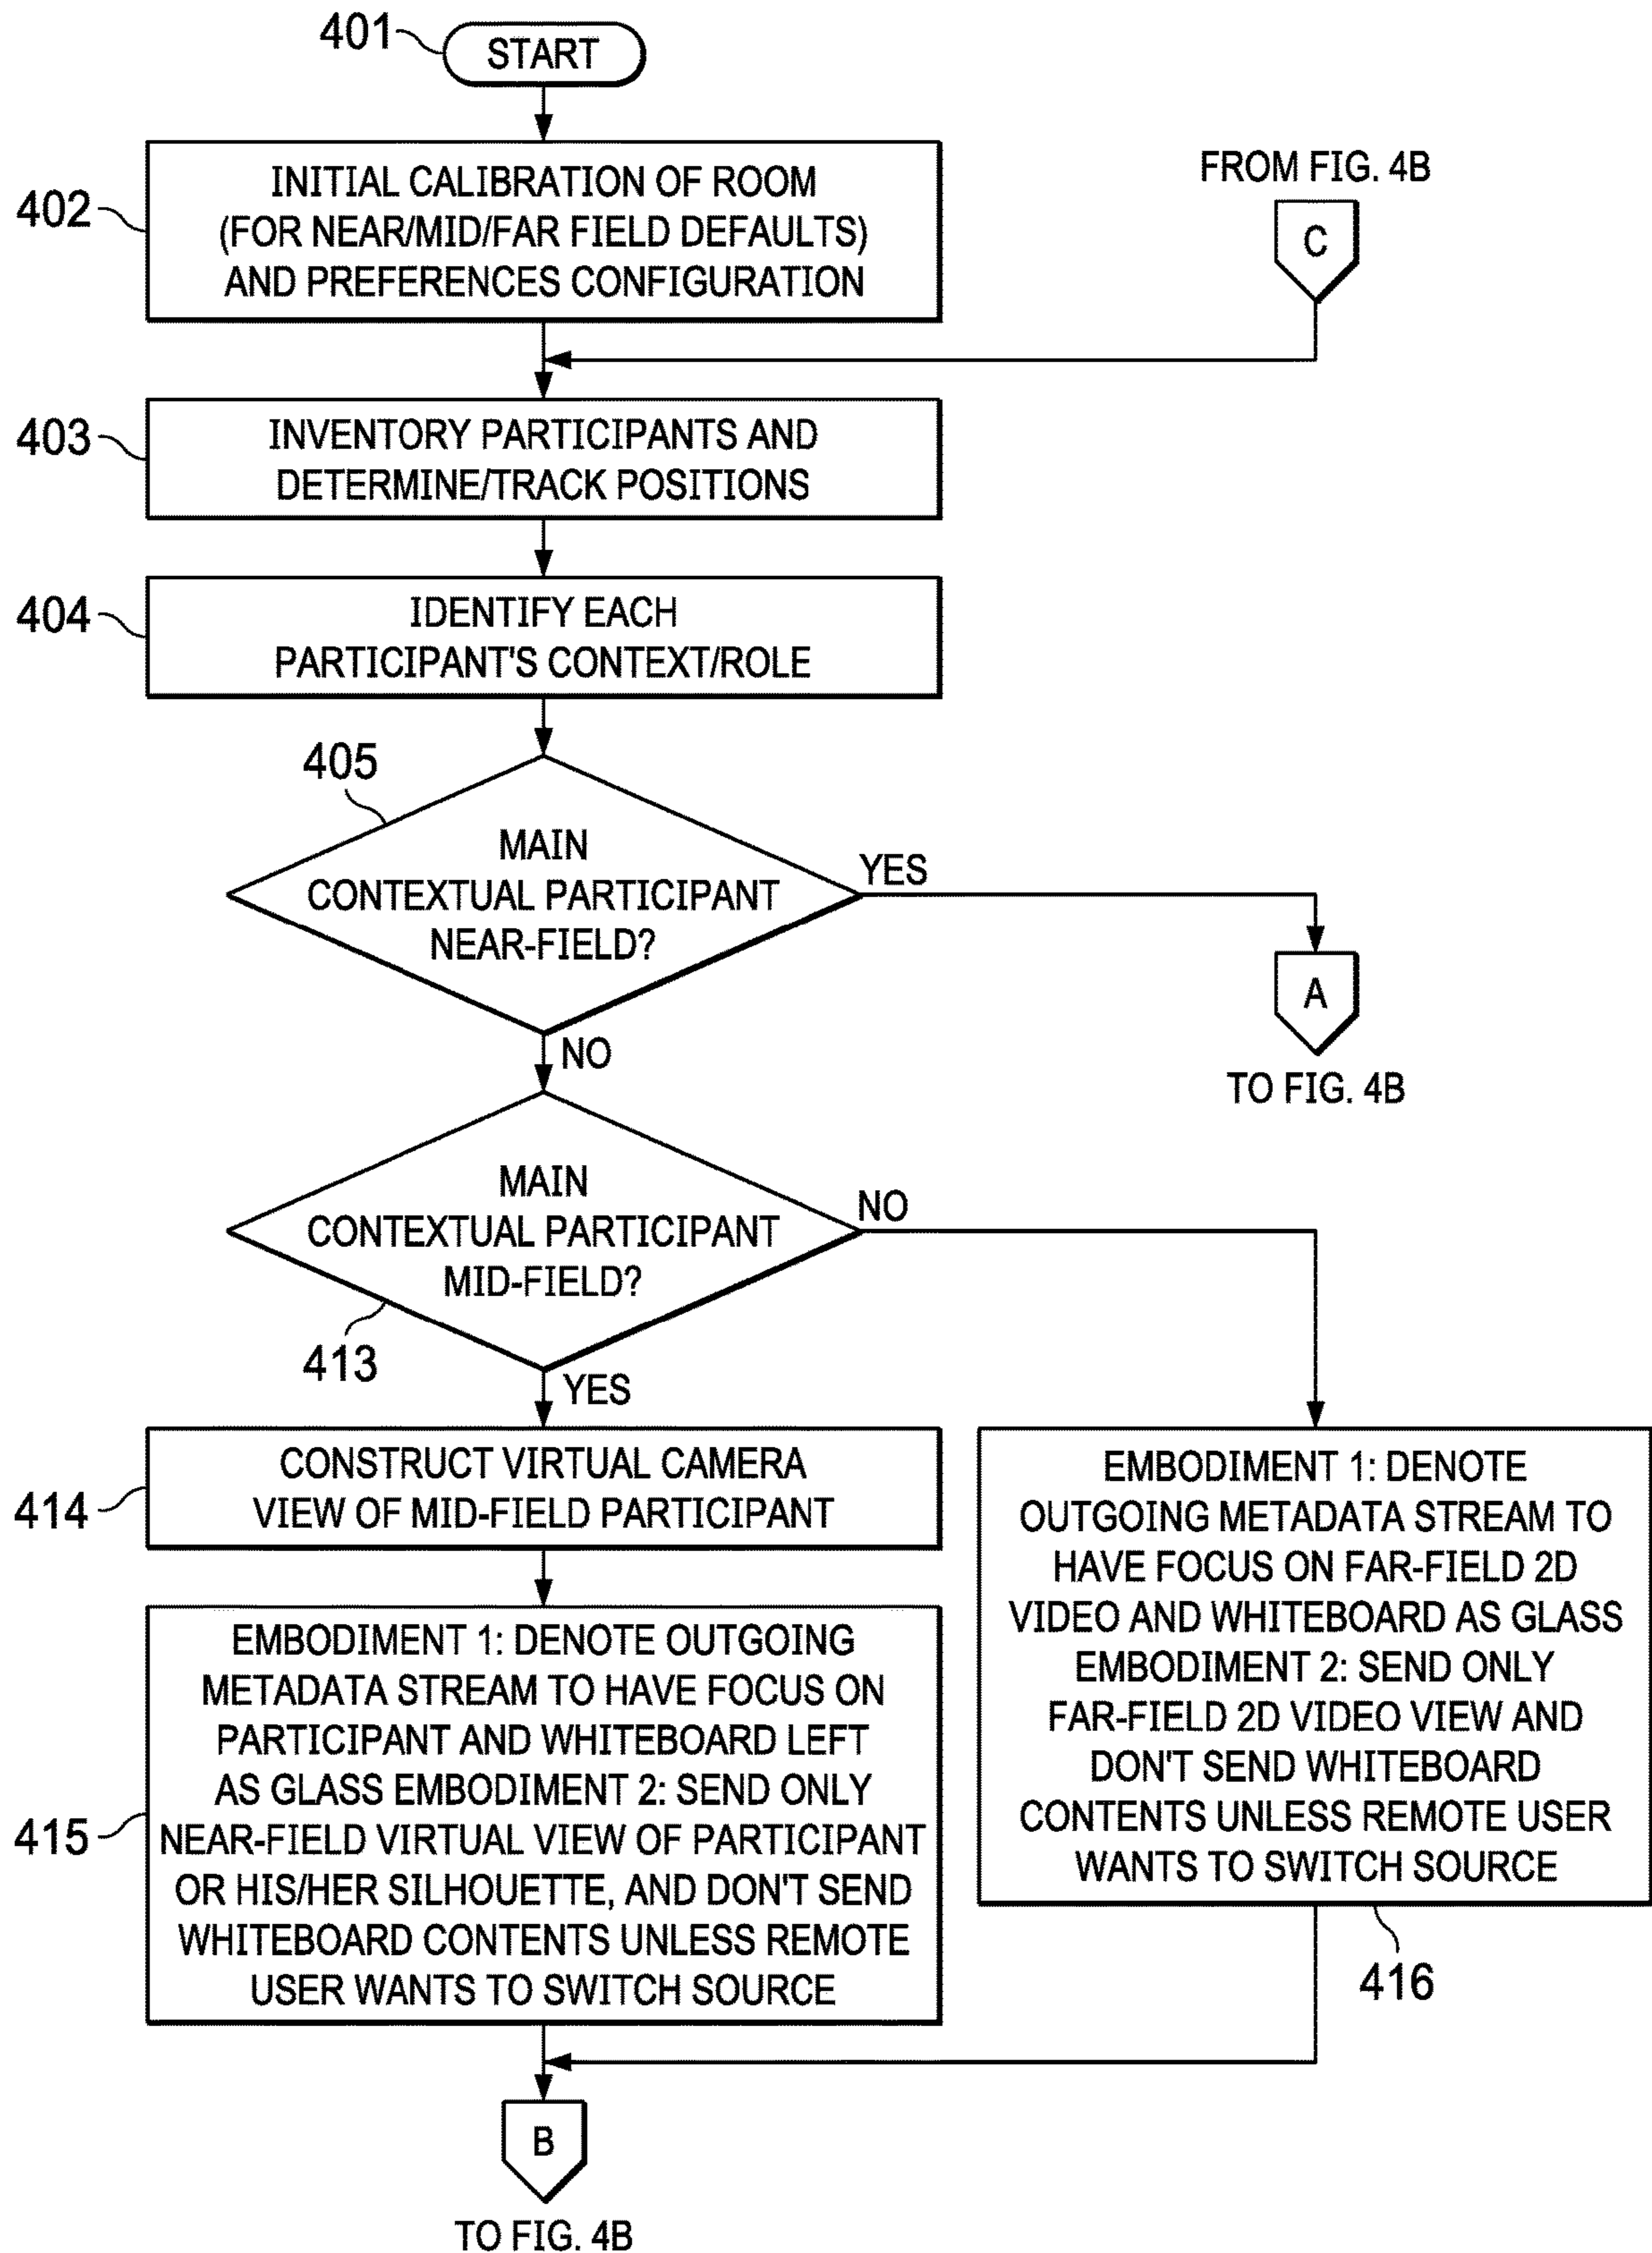 401
START
402
INITIAL CALIBRATION OF ROOM
(FOR NEAR/MID/FAR FIELD DEFAULTS)
AND PREFERENCES CONFIGURATION
FROM FIG. 4B
C
403
INVENTORY PARTICIPANTS AND
DETERMINE/TRACK POSITIONS
404
IDENTIFY EACH
PARTICIPANT'S CONTEXT/ROLE
405
MAIN
CONTEXTUAL PARTICIPANT
NEAR-FIELD?
YES
A
TO FIG. 4B
NO
MAIN
CONTEXTUAL PARTICIPANT
MID-FIELD?
NO
413
YES
414
CONSTRUCT VIRTUAL CAMERA
VIEW OF MID-FIELD PARTICIPANT
415
EMBODIMENT 1: DENOTE OUTGOING
METADATA STREAM TO HAVE FOCUS ON
PARTICIPANT AND WHITEBOARD LEFT
AS GLASS EMBODIMENT 2: SEND ONLY
NEAR-FIELD VIRTUAL VIEW OF PARTICIPANT
OR HIS/HER SILHOUETTE, AND DON'T SEND
WHITEBOARD CONTENTS UNLESS REMOTE
USER WANTS TO SWITCH SOURCE
EMBODIMENT 1: DENOTE
OUTGOING METADATA STREAM TO
HAVE FOCUS ON FAR-FIELD 2D
VIDEO AND WHITEBOARD AS GLASS
EMBODIMENT 2: SEND ONLY
FAR-FIELD 2D VIDEO VIEW AND
DON'T SEND WHITEBOARD
CONTENTS UNLESS REMOTE USER
WANTS TO SWITCH SOURCE
416
B
TO FIG. 4B